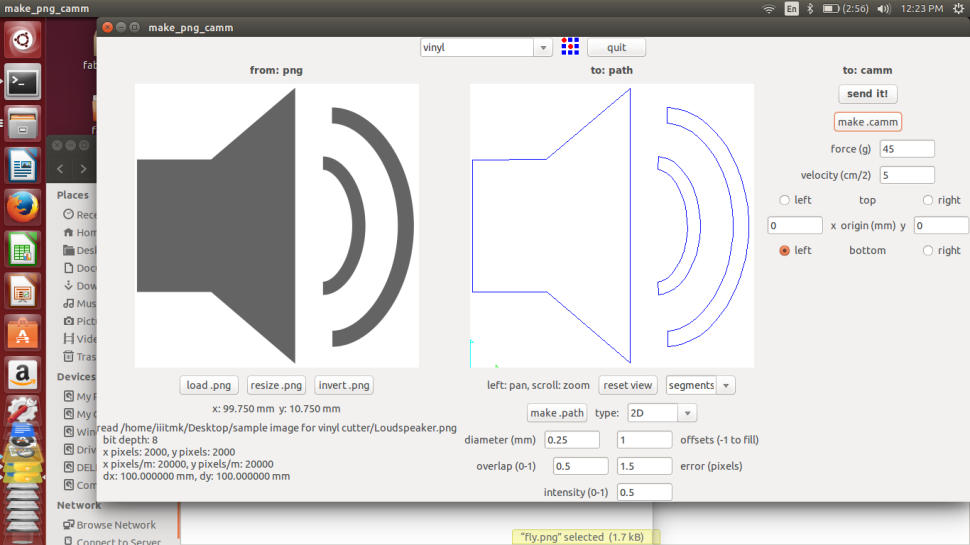 make_png_camm
En (2:56) 12:23 PM
make_png_camm
vinyl quit
from: png to: path to: camm
send it!
make .camm
force (g) 45
velocity (cm/2) 5
left top right
0 x origin (mm) y 0
left bottom right
load .png resize .png invert .png
left: pan, scroll: zoom reset view segments
x: 99.750 mm y: 10.750 mm
make .path type: 2D
read /home/iiitmk/Desktop/sample image for vinyl cutter/Loudspeaker.png
bit depth: 8
x pixels: 2000, y pixels: 2000
x pixels/m: 20000, y pixels/m: 20000
dx: 100.000000 mm, dy: 100.000000 mm
diameter (mm) 0.25 1 offsets (-1 to fill)
overlap (0-1) 0.5 1.5 error (pixels)
intensity (0-1) 0.5
fab
Places
Rece
Hom
Desk
Docu
Dow
Mus
Pict
Vide
Tras
Devices
My P
My C
Win
Driv
DEL
Com
Network
Browse Network
Connect to Server
"fly.png" selected (1.7 kB)